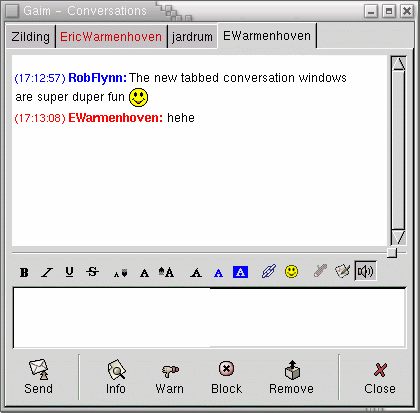 Gaim - Conversations
Zilding EricWarmenhoven jardrum EWarmenhoven
(17:12:57) RobFlynn: The new tabbed conversation windows
are super duper fun
(17:13:08) EWarmenhoven: hehe
B I U S A A A A A A
Send Info Warn Block Remove Close